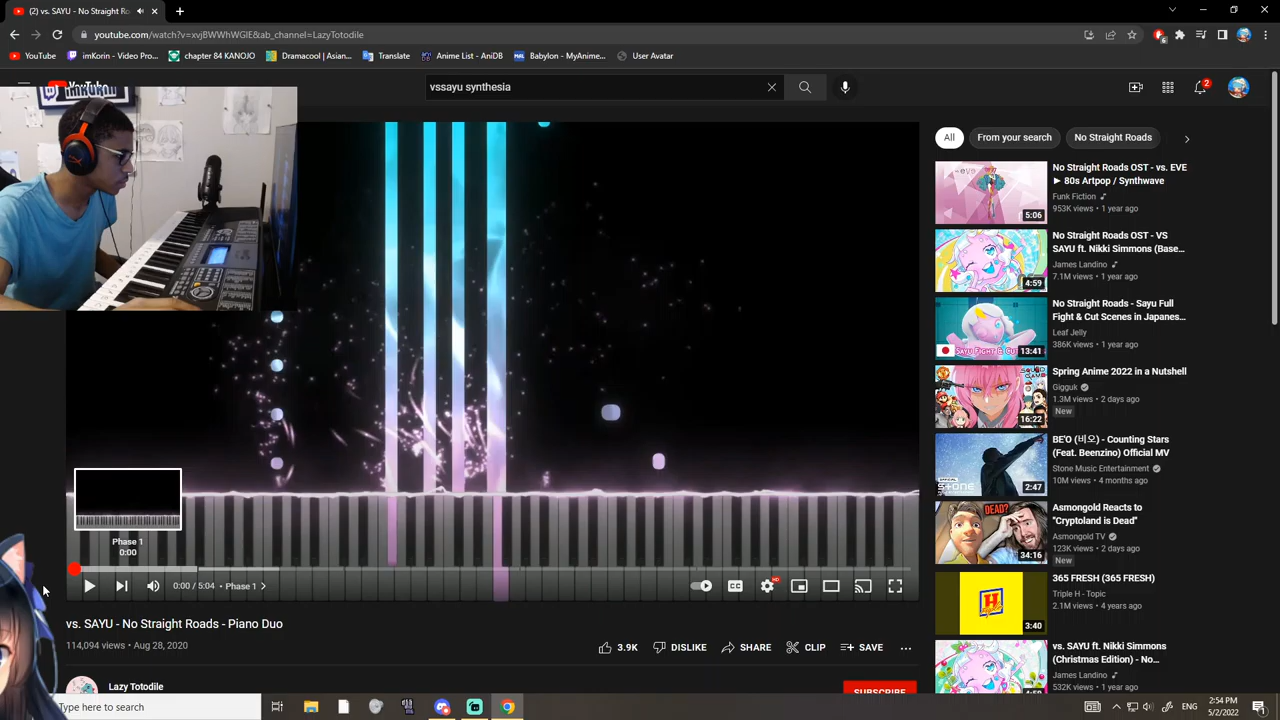 (2) vs. SAYU - No Straight Ro
youtube.com/watch?v=xvjBWWhWGIE&ab_channel=LazyTotodile
YouTube
imKorin - Video Pro...
chapter 84 KANOJO
Dramacool | Asian...
Translate
Anime List - AniDB
Babylon - MyAnime...
User Avatar
vssayu synthesia
2
All
From your search
No Straight Roads
No Straight Roads OST - vs. EVE
► 80s Artpop / Synthwave
Funk Fiction
953K views • 1 year ago
5:06
No Straight Roads OST - VS
SAYU ft. Nikki Simmons (Base...
James Landino
7.1M views • 1 year ago
4:59
No Straight Roads - Sayu Full
Fight & Cut Scenes in Japanes...
Leaf Jelly
386K views • 1 year ago
SAYU FIGHT & CUT
13:41
Spring Anime 2022 in a Nutshell
Gigguk
1.3M views • 2 days ago
New
16:22
BE'O (비오) - Counting Stars
(Feat. Beenzino) Official MV
Stone Music Entertainment
10M views • 4 months ago
STONE
2:47
Asmongold Reacts to
"Cryptoland is Dead"
Asmongold TV
123K views • 2 days ago
New
DEAD?
34:16
365 FRESH (365 FRESH)
Triple H - Topic
2.1M views • 4 years ago
3:40
vs. SAYU ft. Nikki Simmons
(Christmas Edition) - No...
James Landino
532K views • 1 year ago
Phase 1
0:00
0:00 / 5:04 • Phase 1
CC
HD
vs. SAYU - No Straight Roads - Piano Duo
114,094 views • Aug 28, 2020
3.9K
DISLIKE
SHARE
CLIP
SAVE
Lazy Totodile
SUBSCRIBE
Type here to search
ENG
2:54 PM
5/2/2022